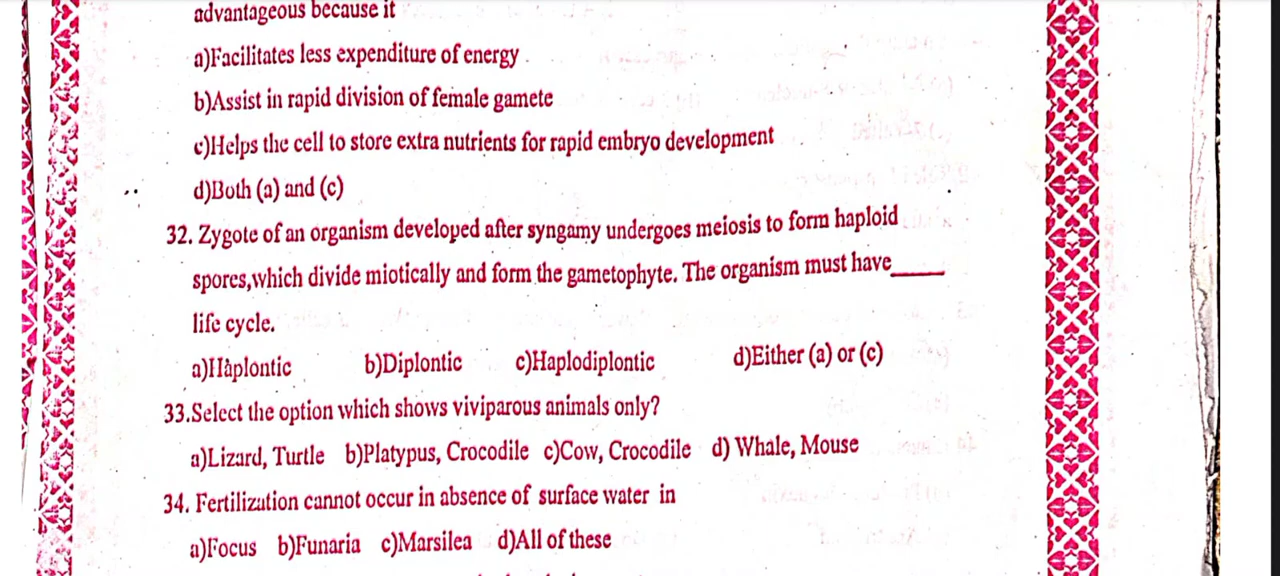 advantageous because it
a)Facilitates less expenditure of energy
b)Assist in rapid division of female gamete
c)Helps the cell to store extra nutrients for rapid embryo development
d)Both (a) and (c)
32. Zygote of an organism developed after syngamy undergoes meiosis to form haploid
spores,which divide miotically and form the gametophyte. The organism must have_____
life cycle.
a)Haplontic b)Diplontic c)Haplodiplontic d)Either (a) or (c)
33.Select the option which shows viviparous animals only?
a)Lizard, Turtle b)Platypus, Crocodile c)Cow, Crocodile d) Whale, Mouse
34. Fertilization cannot occur in absence of surface water in
a)Focus b)Funaria c)Marsilea d)All of these